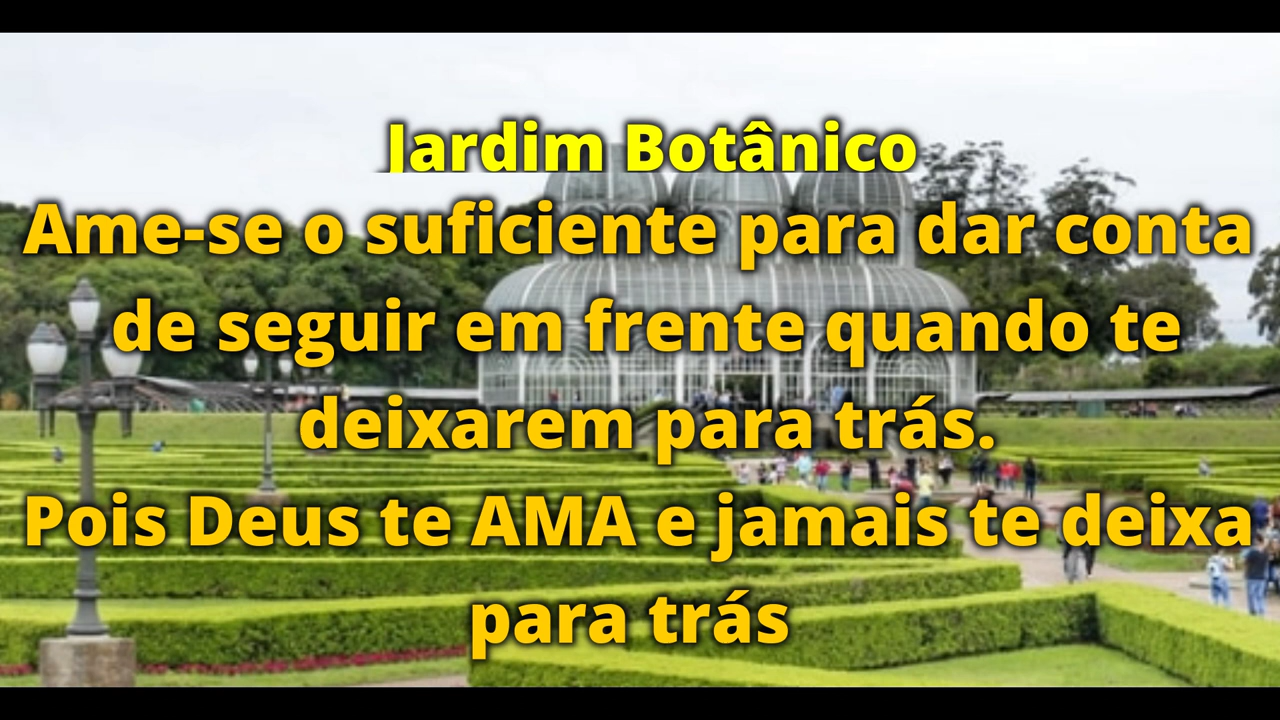 Jardim Botânico
Ame-se o suficiente para dar conta
de seguir em frente quando te
deixarem para trás.
Pois Deus te AMA e jamais te deixa
para trás